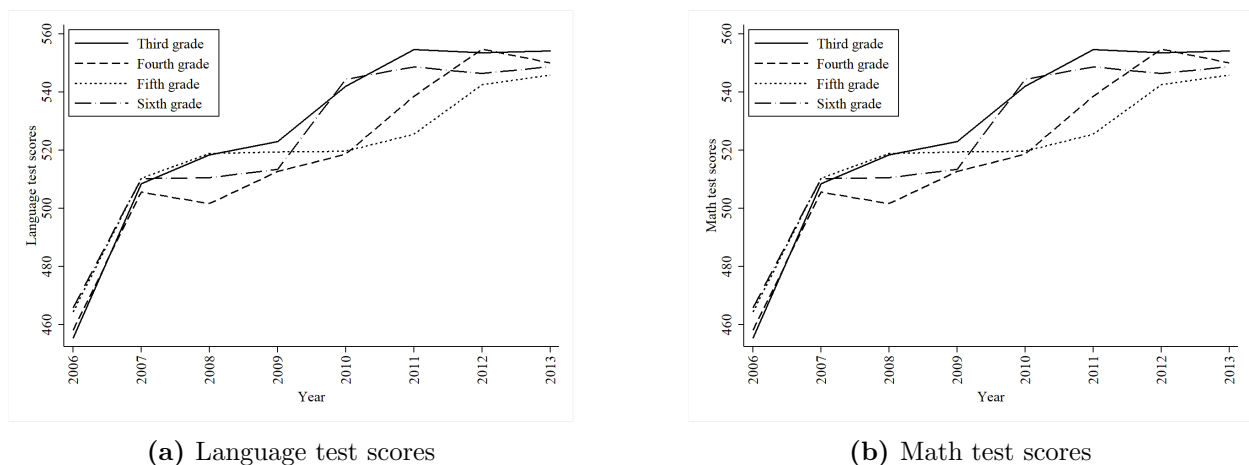 Language test scores
460 480 500 520 540 560
Third grade
Fourth grade
Fifth grade
Sixth grade
2006 2007 2008 2009 2010 2011 2012 2013
Year
(a) Language test scores
Math test scores
460 480 500 520 540 560
Third grade
Fourth grade
Fifth grade
Sixth grade
2006 2007 2008 2009 2010 2011 2012 2013
Year
(b) Math test scores